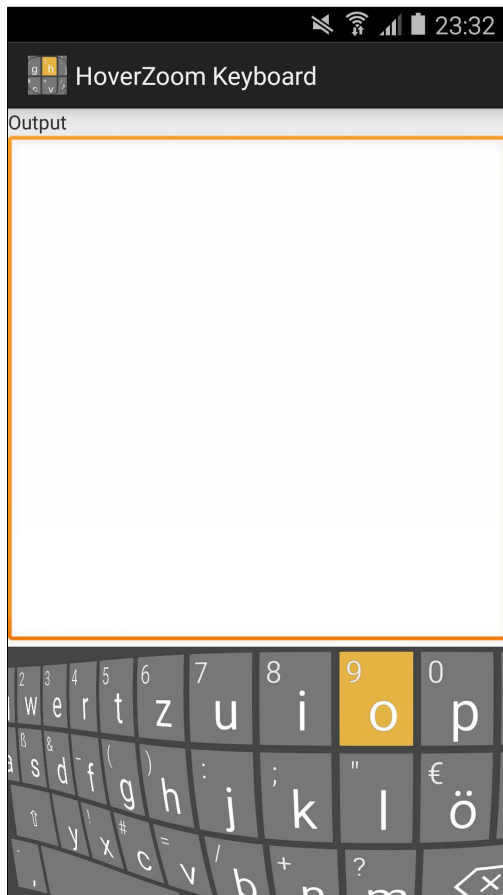 23:32
HoverZoom Keyboard
Output
2 3 4 5 6 7 8 9 0
w e r t z u i o p
ß & - ( ) : ; " €
a s d f g h j k l ö
! # = / + ?
y x c v b n m
- ,